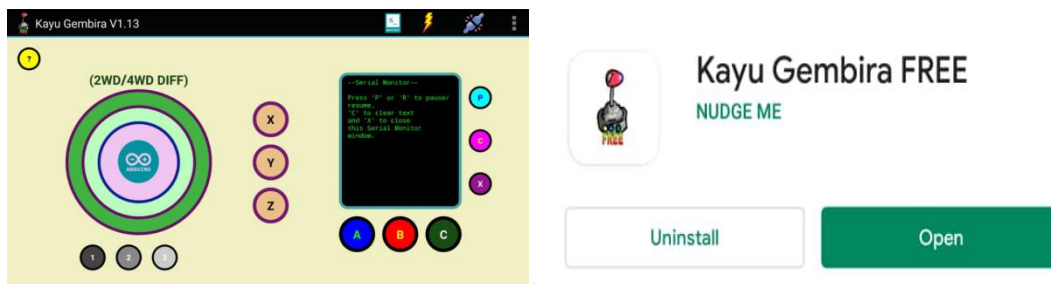 Kayu Gembira V1.13
?
(2WD/4WD DIFF)
ARDUINO
X
Y
Z
1
2
3
--Serial Monitor--
Press "P" or "R" to pause/
resume,
"C" to clear text
and "X" to close
this Serial Monitor
window.
P
C
X
A
B
C
Kayu Gembira FREE
NUDGE ME
FREE
Uninstall
Open